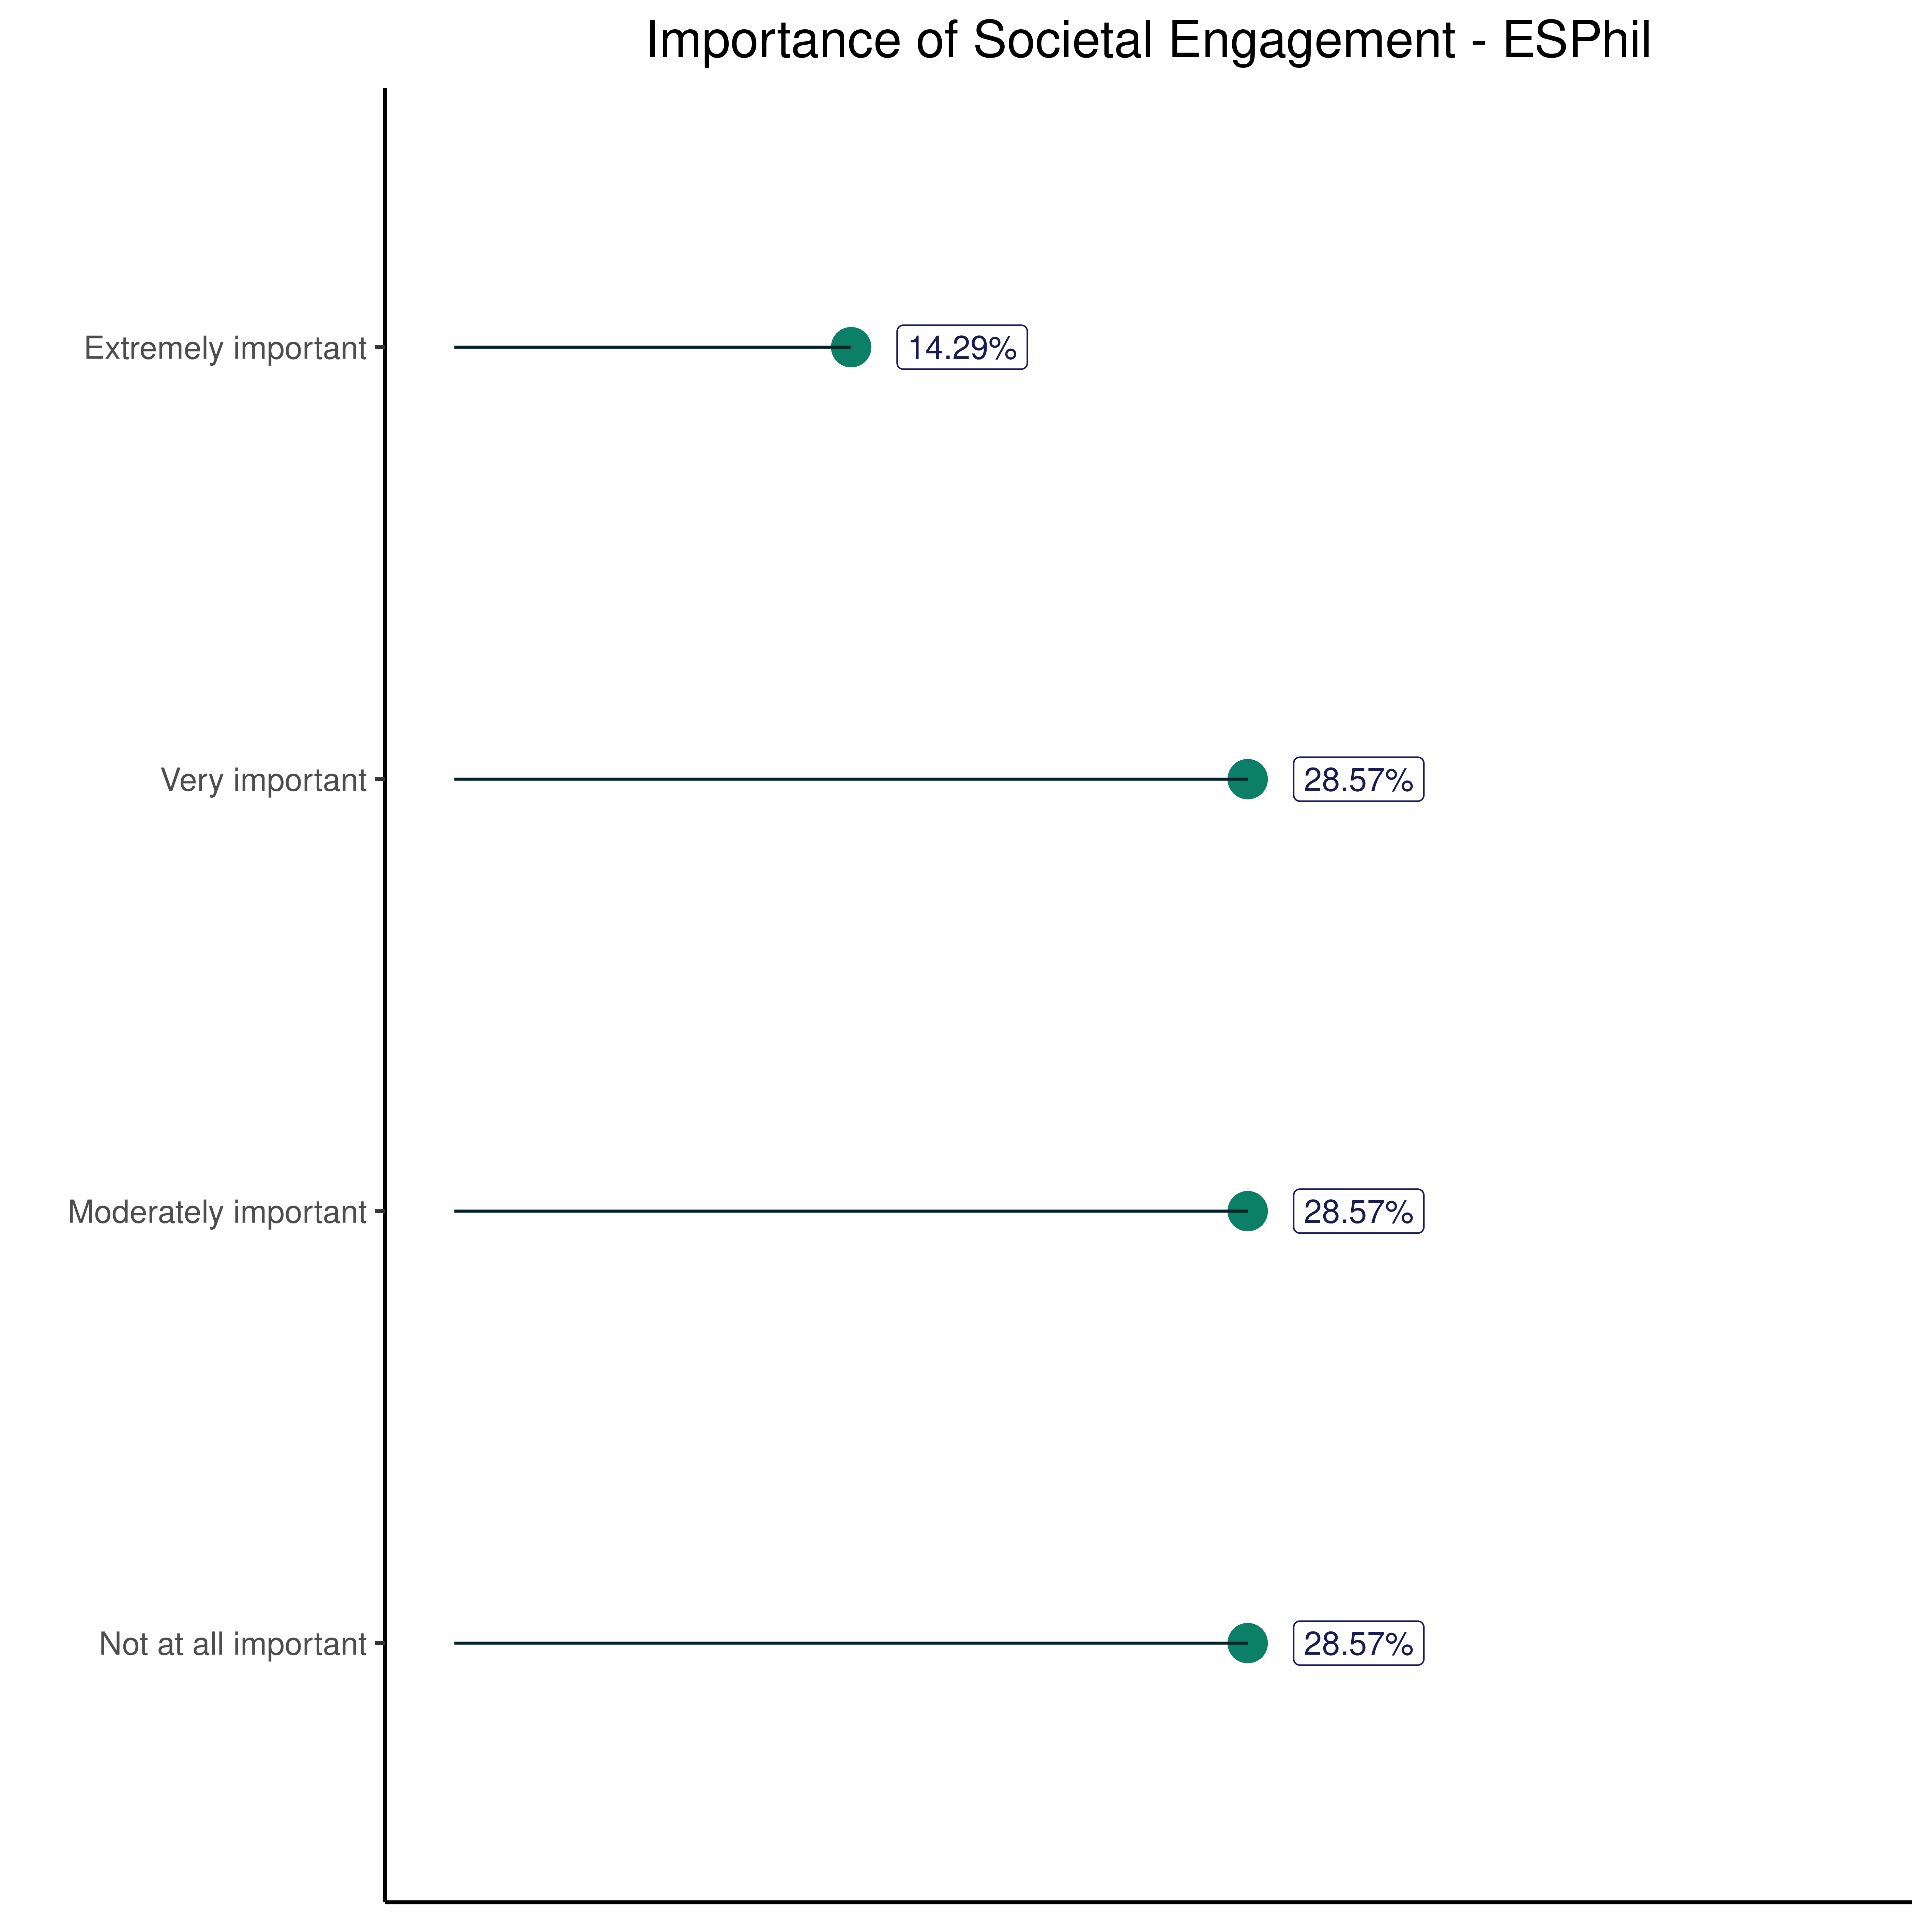 Importance of Societal Engagement - ESPhil
Extremely important
14.29%
Very important
28.57%
Moderately important
28.57%
Not at all important
28.57%